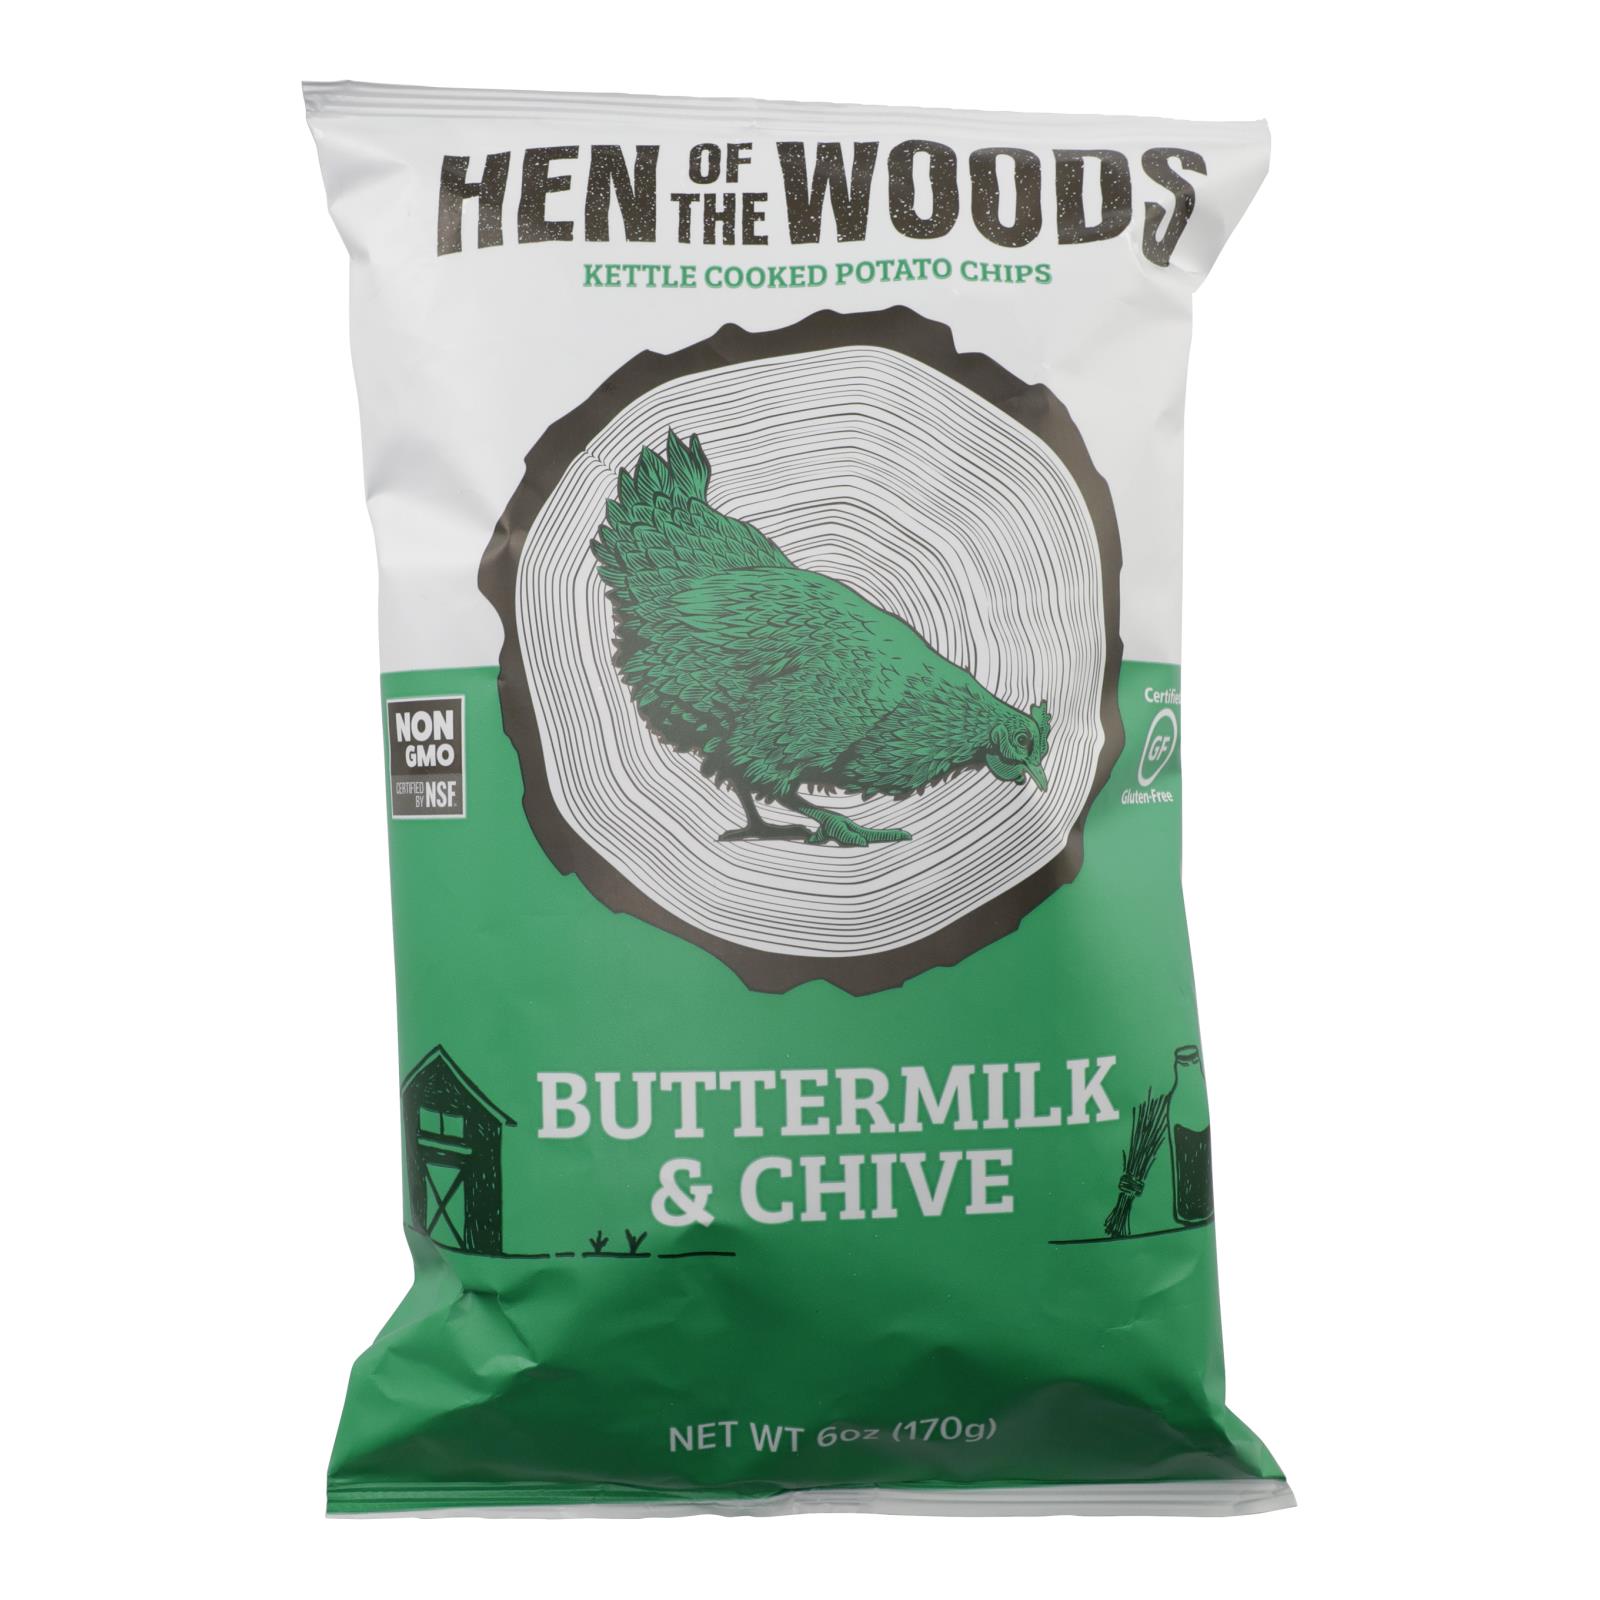 HEN OF THE WOODS
KETTLE COOKED POTATO CHIPS
NON
GMO
CERTIFIED
BY NSF
Certified
GF
Gluten-Free
BUTTERMILK
& CHIVE
NET WT 6oz (170g)